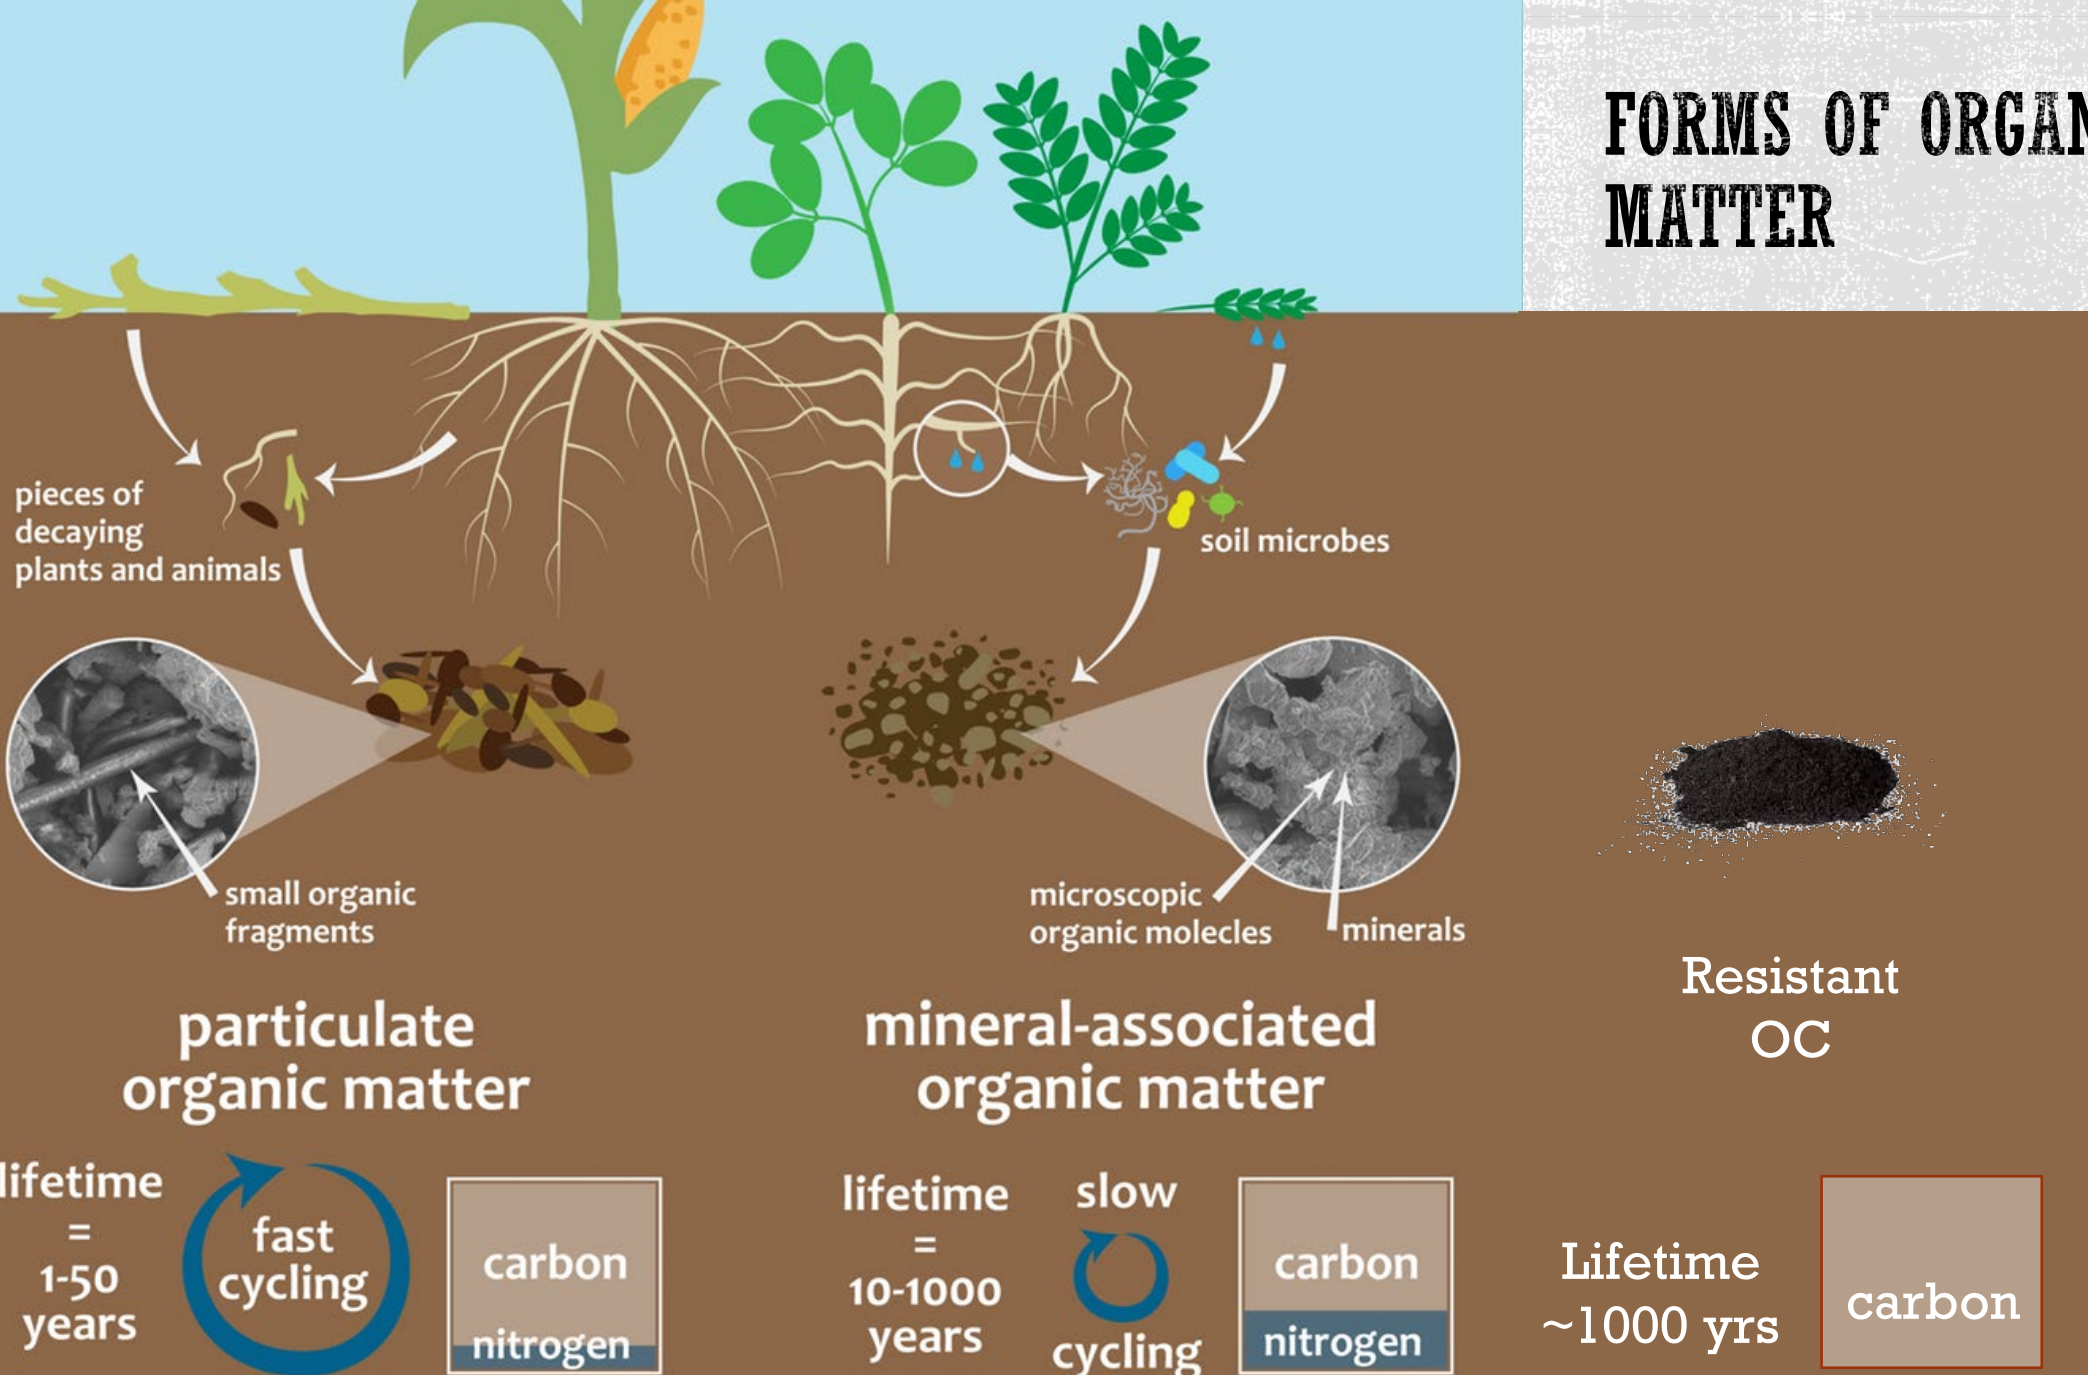 FORMS OF ORGAN
MATTER
pieces of
decaying
plants and animals
soil microbes
small organic
fragments
microscopic
organic molecles
minerals
particulate
organic matter
mineral-associated
organic matter
Resistant
OC
lifetime
=
1-50
years
fast
cycling
carbon
nitrogen
lifetime
=
10-1000
years
slow
cycling
carbon
nitrogen
Lifetime
~1000 yrs
carbon